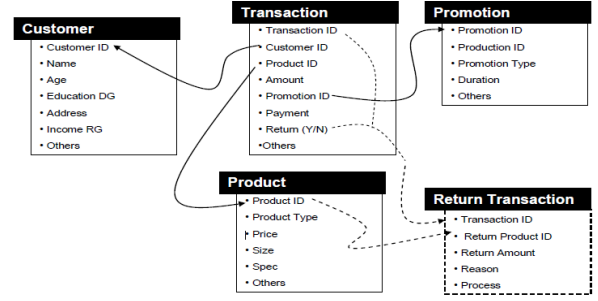 Customer
• Customer ID
• Name
• Age
• Education DG
• Address
• Income RG
• Others
Transaction
• Transaction ID
• Customer ID
• Product ID
• Amount
• Promotion ID
• Payment
• Return (Y/N)
•Others
Promotion
• Promotion ID
• Production ID
• Promotion Type
• Duration
• Others
Product
• Product ID
• Product Type
• Price
• Size
• Spec
• Others
Return Transaction
• Transaction ID
• Return Product ID
• Return Amount
• Reason
• Process